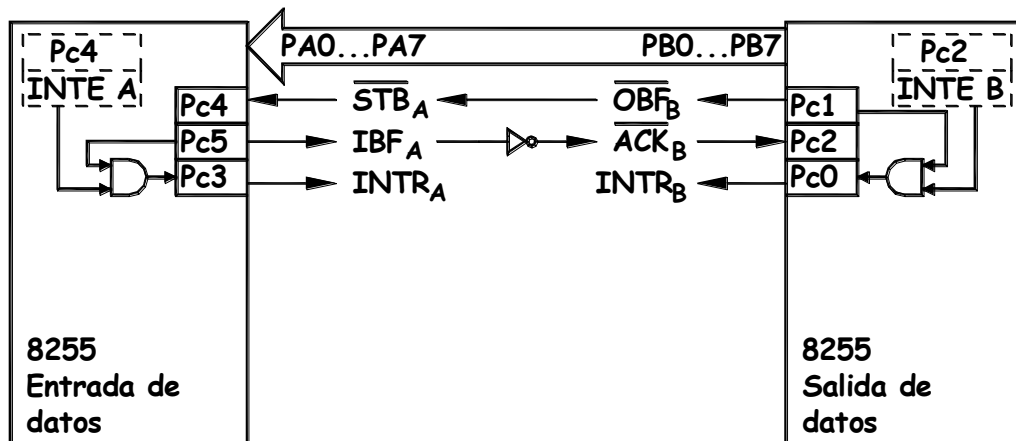 PA0...PA7 PB0...PB7
Pc4
INTE A
Pc2
INTE B
Pc4 STB_A OBF_B Pc1
Pc5 IBF_A ACK_B Pc2
Pc3 INTR_A INTR_B Pc0
8255
Entrada de
datos
8255
Salida de
datos